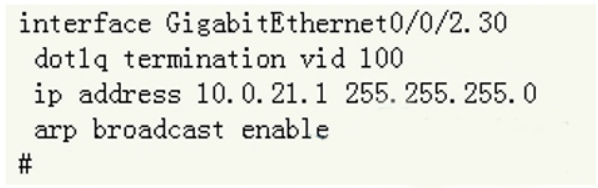 interface GigabitEthernet0/0/2.30
dot1q termination vid 100
ip address 10.0.21.1 255.255.255.0
arp broadcast enable
#